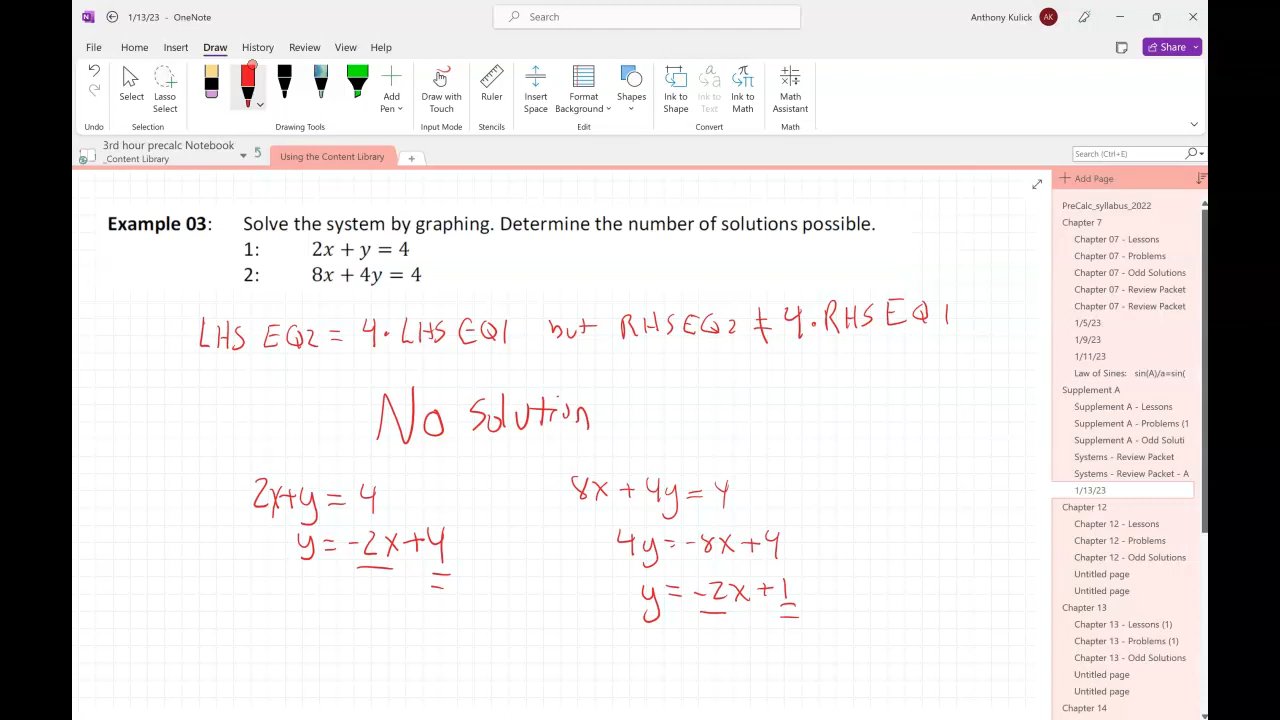 1/13/23 - OneNote
Search
Anthony Kulick
AK
File Home Insert Draw History Review View Help
Share
Undo
Select
Lasso Select
Add Pen
Draw with Touch
Ruler
Insert Space
Format Background
Shapes
Ink to Shape
Ink to Text
Ink to Math
Math Assistant
Undo Selection Drawing Tools Input Mode Stencils Edit Convert Math
3rd hour precalc Notebook
_Content Library
Using the Content Library
+
Search (Ctrl+E)
Example 03: Solve the system by graphing. Determine the number of solutions possible.
1: 2x + y = 4
2: 8x + 4y = 4
LHS EQ2 = 4·LHS EQ1 but RHS EQ2 ≠ 4·RHS EQ1
No Solution
2x+y = 4
y = -2x+4
8x + 4y = 4
4y = -8x+4
y = -2x+1
Add Page
PreCalc_syllabus_2022
Chapter 7
Chapter 07 - Lessons
Chapter 07 - Problems
Chapter 07 - Odd Solutions
Chapter 07 - Review Packet
Chapter 07 - Review Packet
1/5/23
1/9/23
1/11/23
Law of Sines: sin(A)/a=sin(
Supplement A
Supplement A - Lessons
Supplement A - Problems (1
Supplement A - Odd Soluti
Systems - Review Packet
Systems - Review Packet - A
1/13/23
Chapter 12
Chapter 12 - Lessons
Chapter 12 - Problems
Chapter 12 - Odd Solutions
Untitled page
Untitled page
Chapter 13
Chapter 13 - Lessons (1)
Chapter 13 - Problems (1)
Chapter 13 - Odd Solutions
Untitled page
Untitled page
Chapter 14